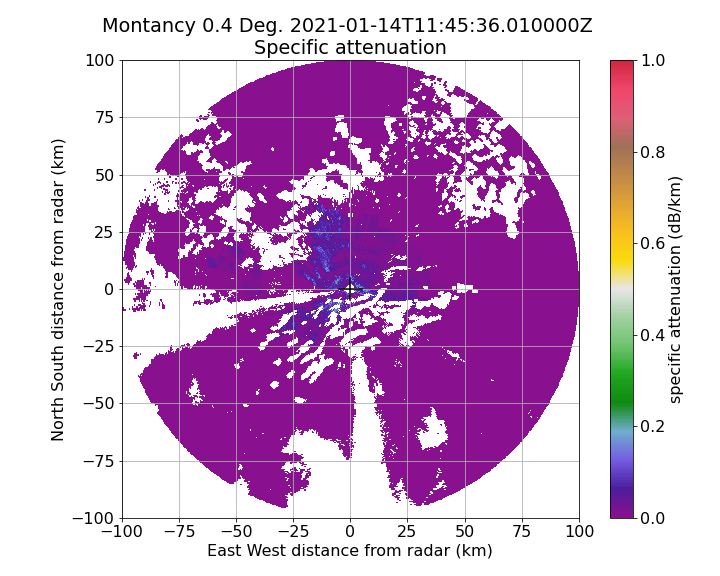 Montancy 0.4 Deg. 2021-01-14T11:45:36.010000Z
Specific attenuation
North South distance from radar (km)
100
75
50
25
0
−25
−50
−75
−100
−100 −75 −50 −25 0 25 50 75 100
East West distance from radar (km)
1.0
0.8
0.6
0.4
0.2
0.0
specific attenuation (dB/km)